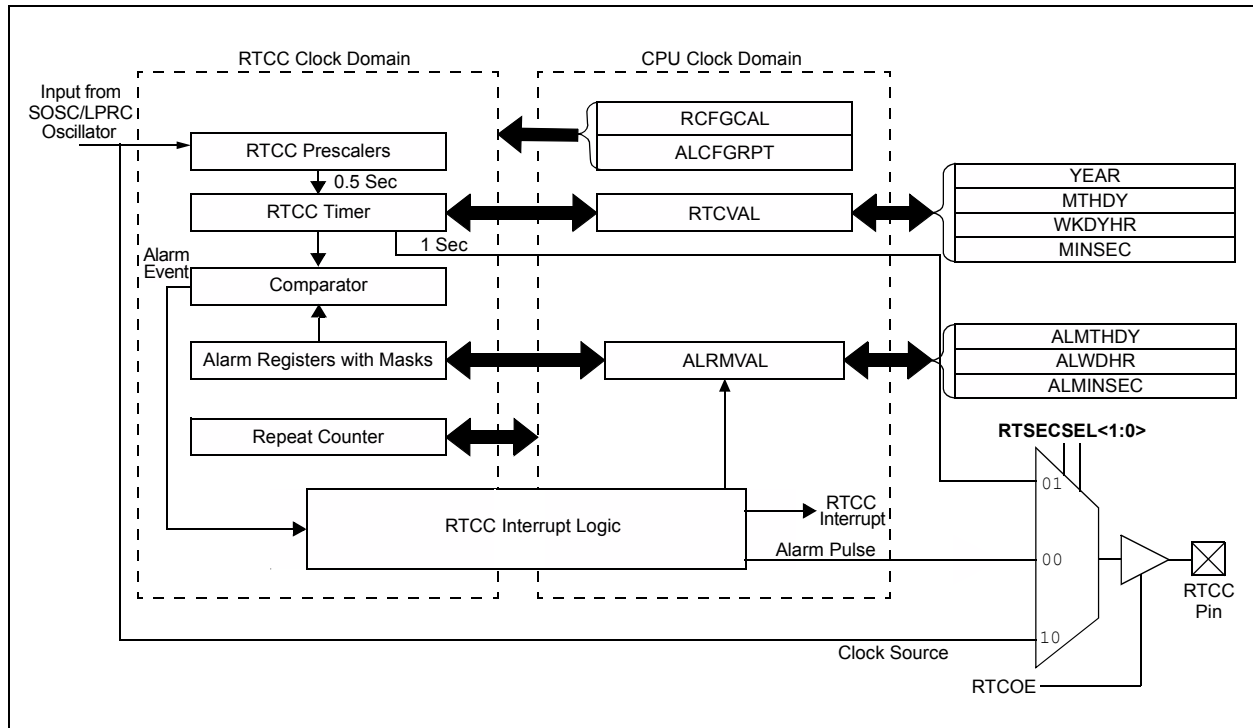 RTCC Clock Domain
CPU Clock Domain
Input from
SOSC/LPRC
Oscillator
RCFGCAL
ALCFGRPT
RTCC Prescalers
0.5 Sec
YEAR
MTHDY
WKDYHR
MINSEC
RTCC Timer
RTCVAL
1 Sec
Alarm
Event
Comparator
ALMTHDY
ALWDHR
ALMINSEC
Alarm Registers with Masks
ALRMVAL
Repeat Counter
RTSECSEL<1:0>
01
RTCC
Interrupt
RTCC Interrupt Logic
Alarm Pulse
00
RTCC
Pin
10
Clock Source
RTCOE